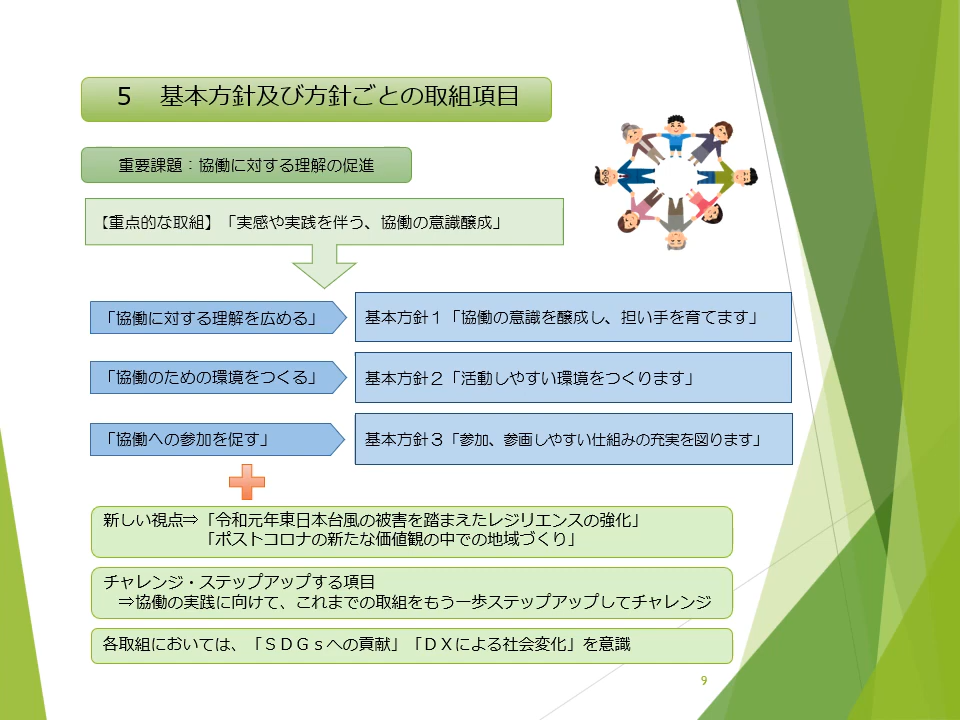 ５　基本方針及び方針ごとの取組項目
重要課題：協働に対する理解の促進
【重点的な取組】「実感や実践を伴う、協働の意識醸成」
「協働に対する理解を広める」
基本方針１「協働の意識を醸成し、担い手を育てます」
「協働のための環境をつくる」
基本方針２「活動しやすい環境をつくります」
「協働への参加を促す」
基本方針３「参加、参画しやすい仕組みの充実を図ります」
新しい視点⇒「令和元年東日本台風の被害を踏まえたレジリエンスの強化」
「ポストコロナの新たな価値観の中での地域づくり」
チャレンジ・ステップアップする項目
⇒協働の実践に向けて、これまでの取組をもう一歩ステップアップしてチャレンジ
各取組においては、「ＳＤＧｓへの貢献」「ＤＸによる社会変化」を意識
9